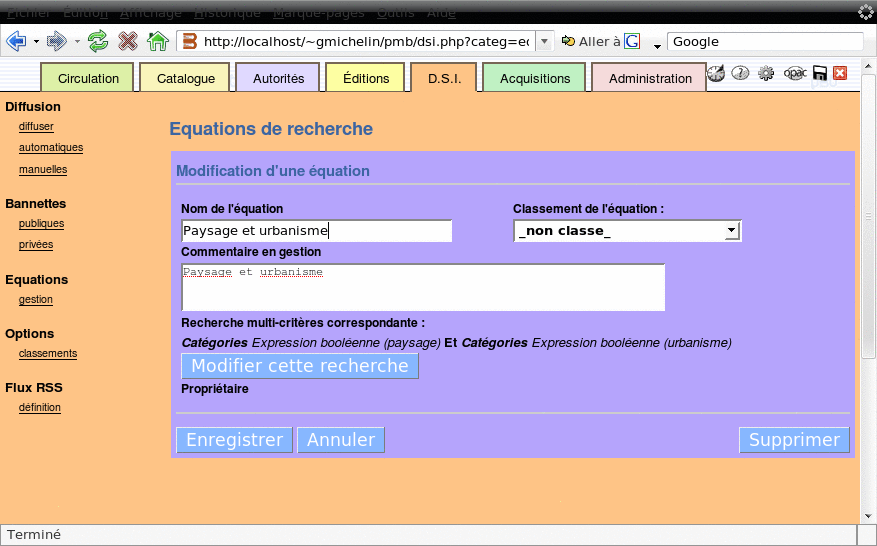 Fichier Édition Affichage Historique Marque-pages Outils Aide
http://localhost/~gmichelin/pmb/dsi.php?categ=ec Aller à G Google
Circulation Catalogue Autorités Éditions D.S.I. Acquisitions Administration ? opac
Diffusion
diffuser
automatiques
manuelles
Bannettes
publiques
privées
Equations
gestion
Options
classements
Flux RSS
définition
Equations de recherche
Modification d'une équation
Nom de l'équation Classement de l'équation :
Paysage et urbanisme _non classe_
Commentaire en gestion
Paysage et urbanisme
Recherche multi-critères correspondante :
Catégories Expression booléenne (paysage) Et Catégories Expression booléenne (urbanisme)
Modifier cette recherche
Propriétaire
Enregistrer Annuler Supprimer
Terminé